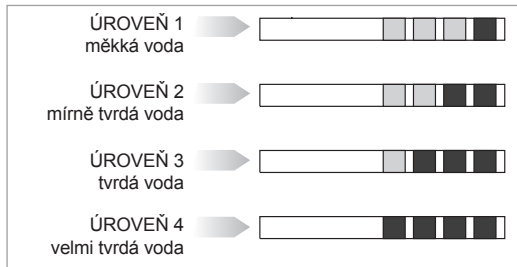 ÚROVEŇ 1
měkká voda
ÚROVEŇ 2
mírně tvrdá voda
ÚROVEŇ 3
tvrdá voda
ÚROVEŇ 4
velmi tvrdá voda